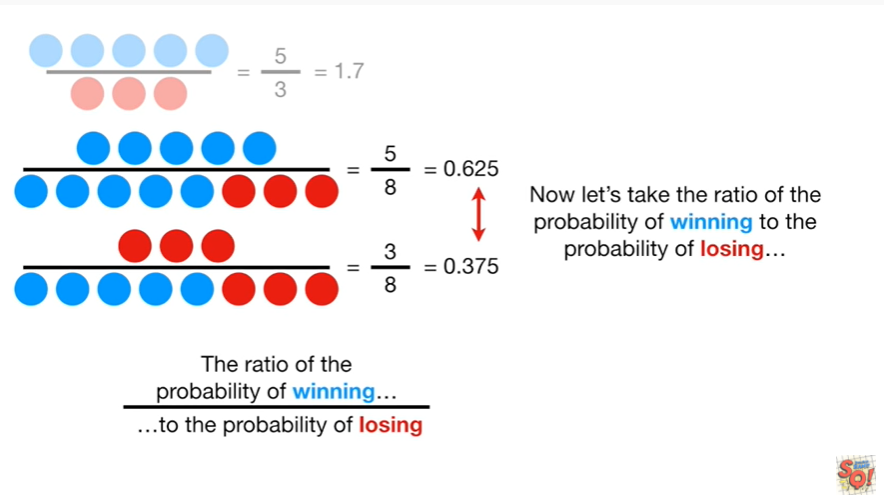 = 5/3 = 1.7
= 5/8 = 0.625
Now let's take the ratio of the
probability of winning to the
probability of losing...
= 3/8 = 0.375
The ratio of the
probability of winning...
...to the probability of losing
SQ!